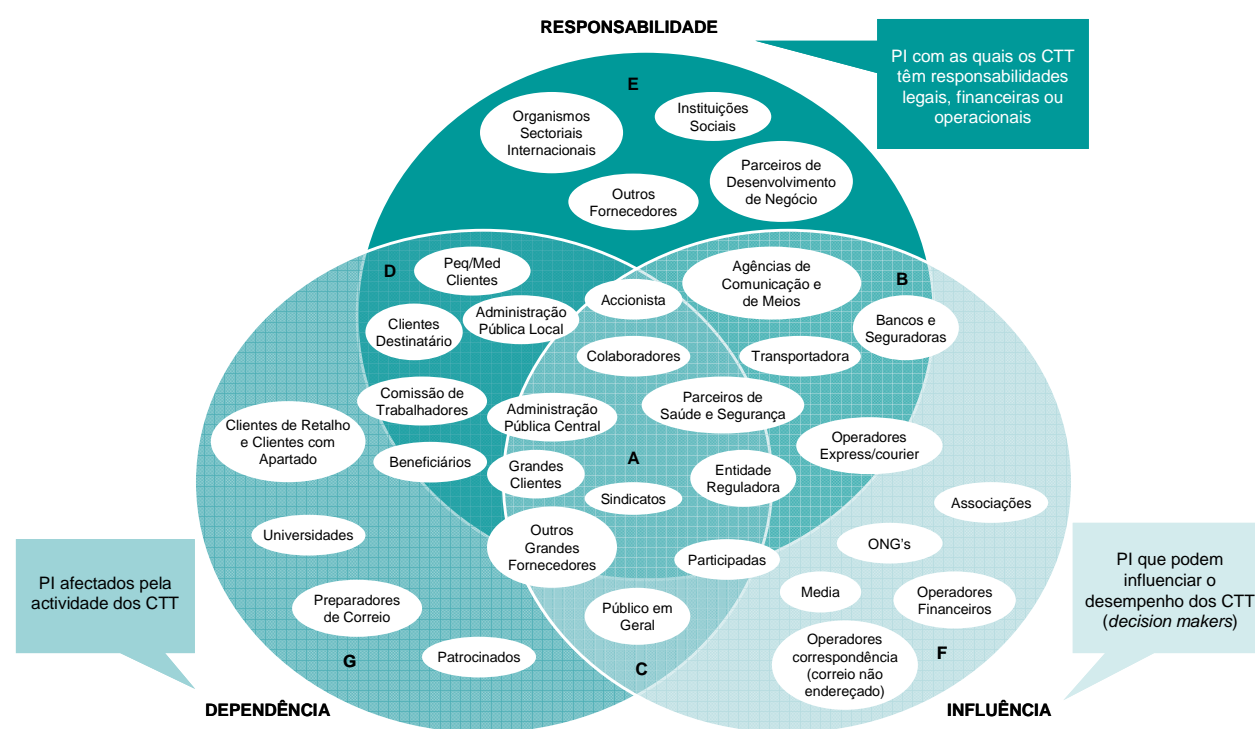 RESPONSABILIDADE
PI com as quais os CTT
têm responsabilidades
legais, financeiras ou
operacionais
E
Organismos
Sectoriais
Internacionais
Instituições
Sociais
Parceiros de
Desenvolvimento
de Negócio
Outros
Fornecedores
D
Peq/Med
Clientes
Clientes
Destinatário
Administração
Pública Local
Accionista
Agências de
Comunicação e
de Meios
B
Bancos e
Seguradoras
Colaboradores
Transportadora
Comissão de
Trabalhadores
Administração
Pública Central
Parceiros de
Saúde e Segurança
Clientes de Retalho
e Clientes com
Apartado
Beneficiários
Grandes
Clientes
A
Sindicatos
Entidade
Reguladora
Operadores
Express/courier
Associações
Universidades
Outros
Grandes
Fornecedores
Participadas
ONG's
PI afectados pela
actividade dos CTT
PI que podem
influenciar o
desempenho dos CTT
(decision makers)
Preparadores
de Correio
Público em
Geral
Media
Operadores
Financeiros
Patrocinados
G
C
Operadores
correspondência
(correio não
endereçado)
F
DEPENDÊNCIA
INFLUÊNCIA